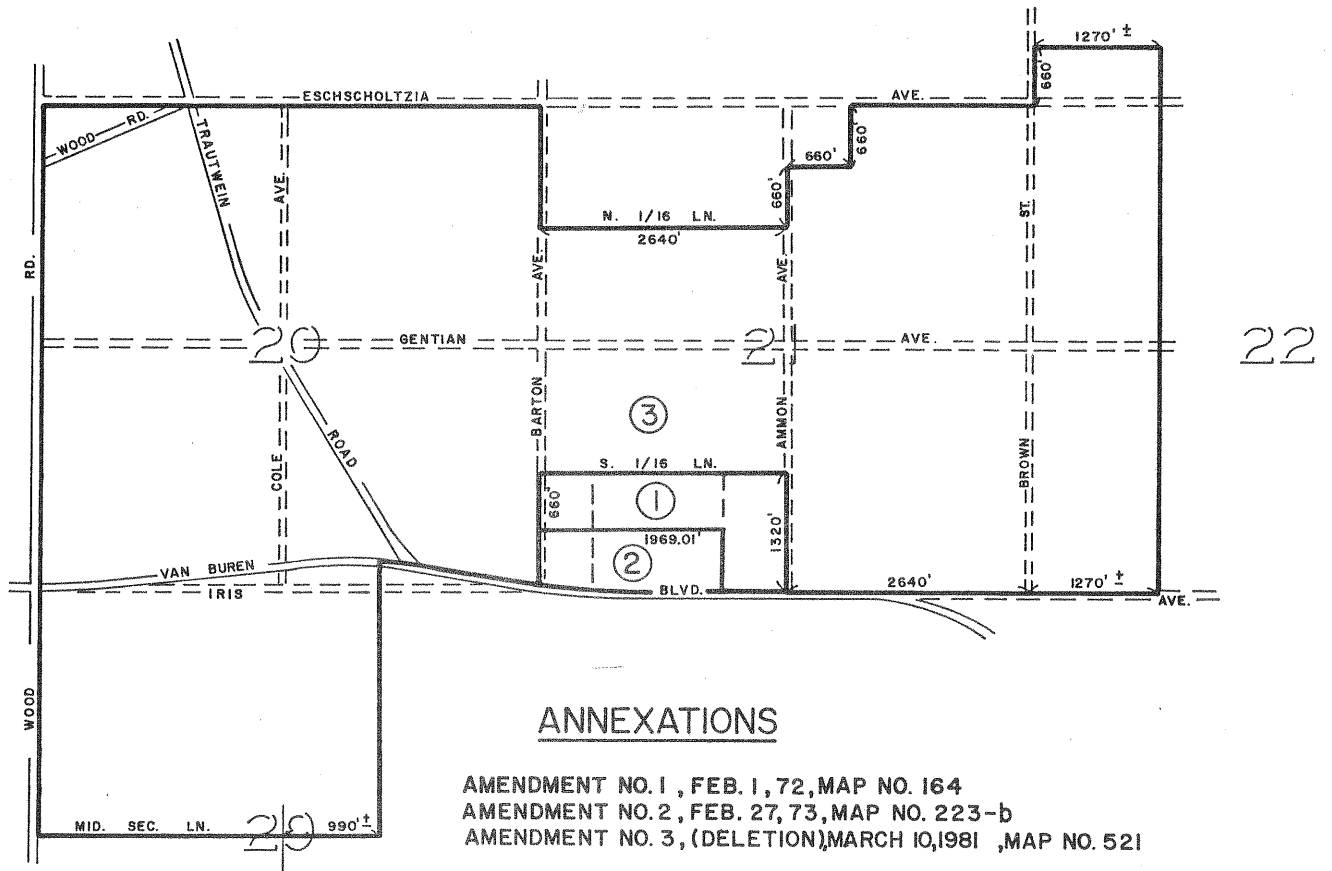 1270' ±
660'
ESCHSCHOLTZIA AVE.
WOOD RD.
TRAUTWEIN
AVE.
660'
660'
660'
N. 1/16 LN.
2640'
ST.
RD.
AVE.
AVE.
20
GENTIAN
21
AVE.
22
BARTON
3
AMMON
ROAD
COLE
BROWN
S. 1/16 LN.
660'
1
1320'
1969.01'
2
VAN BUREN
IRIS
BLVD.
2640'
1270' ±
AVE.
WOOD
ANNEXATIONS
AMENDMENT NO. 1 , FEB. 1, 72, MAP NO. 164
AMENDMENT NO. 2, FEB. 27, 73, MAP NO. 223-b
AMENDMENT NO. 3, (DELETION),MARCH 10,1981 ,MAP NO. 521
MID. SEC. LN.
29
990' ±